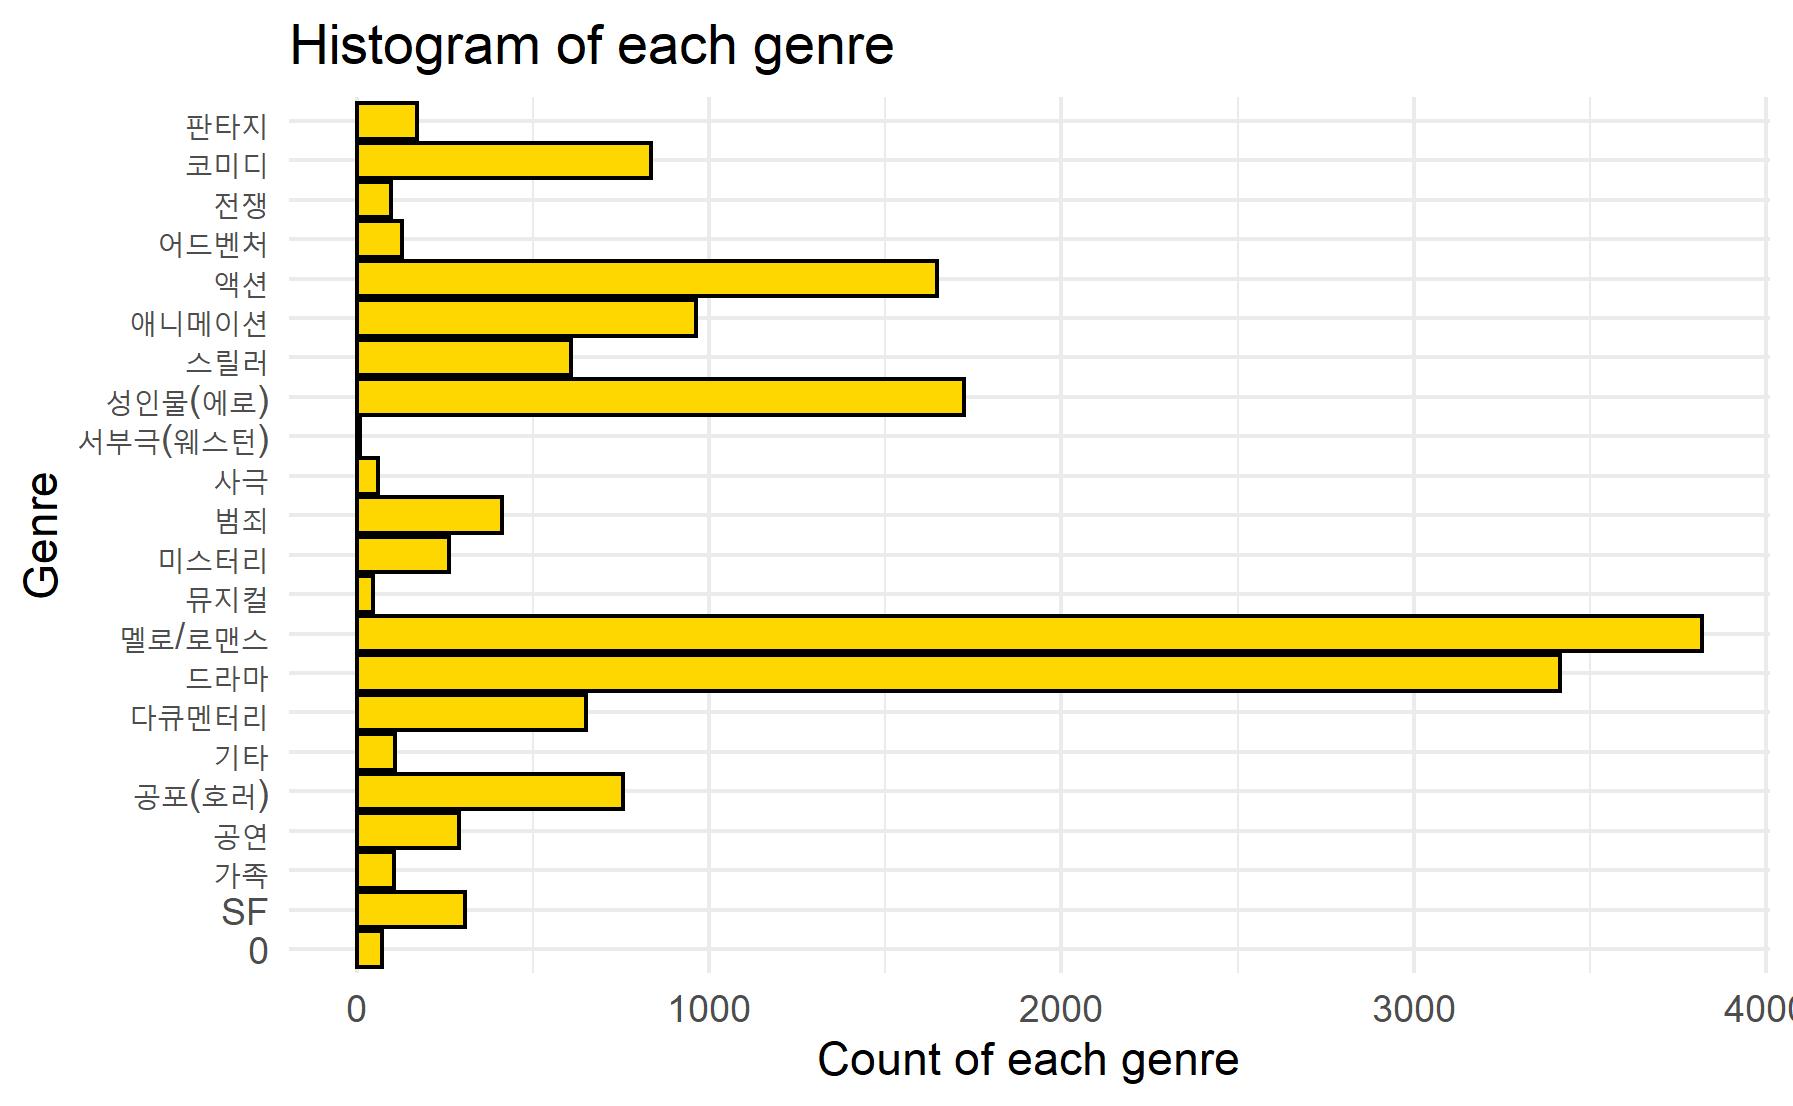 Histogram of each genre
판타지
코미디
전쟁
어드벤처
액션
애니메이션
스릴러
성인물(에로)
서부극(웨스턴)
사극
범죄
미스터리
뮤지컬
멜로/로맨스
드라마
다큐멘터리
기타
공포(호러)
공연
가족
SF
0
Genre
0 1000 2000 3000 4000
Count of each genre